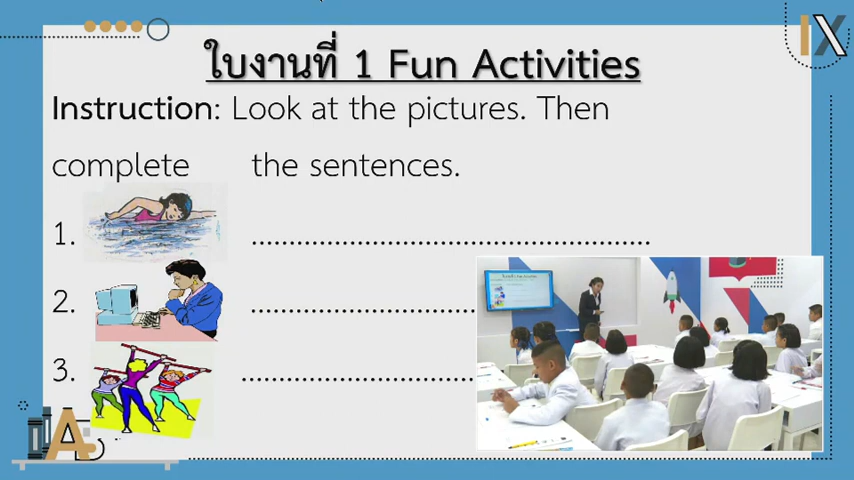 IX
ใบงานที่ 1 Fun Activities
Instruction: Look at the pictures. Then
complete the sentences.
1. ......................................................
2. ..............................
3. ...............................
A